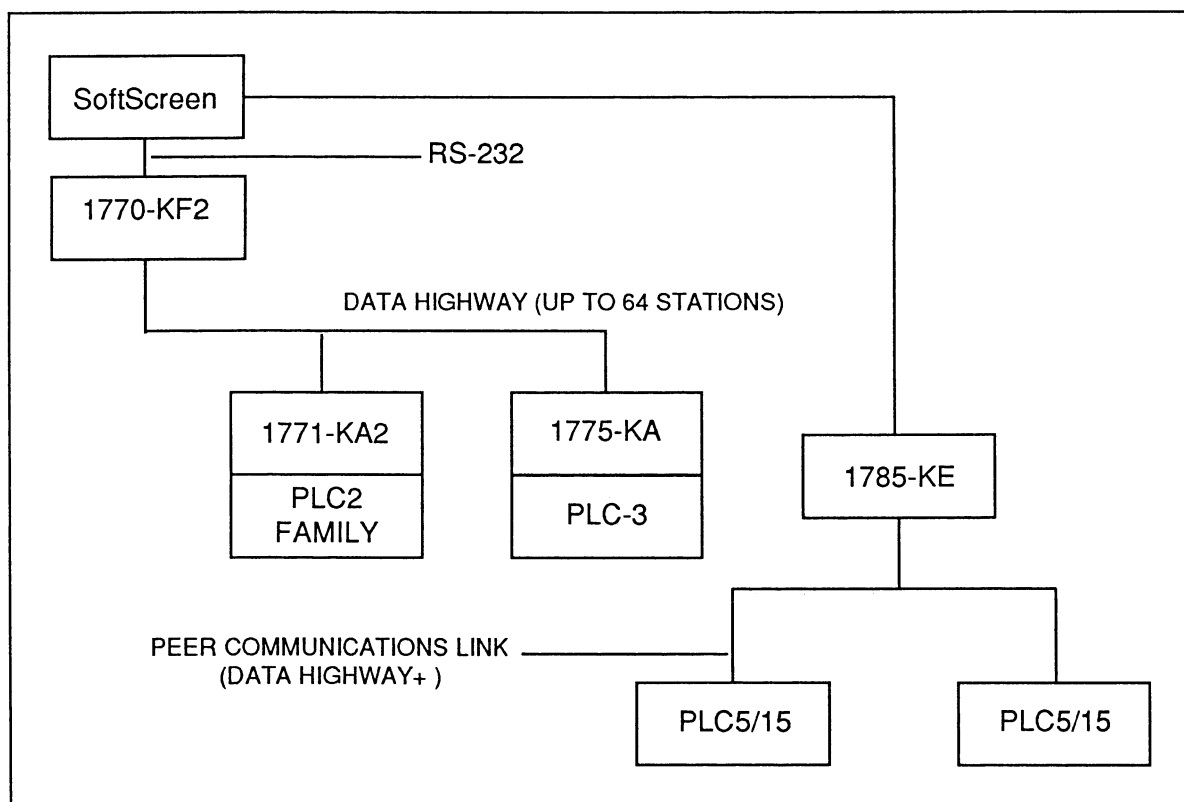 SoftScreen
RS-232
1770-KF2
DATA HIGHWAY (UP TO 64 STATIONS)
1771-KA2
PLC2
FAMILY
1775-KA
PLC-3
1785-KE
PEER COMMUNICATIONS LINK
(DATA HIGHWAY+ )
PLC5/15
PLC5/15